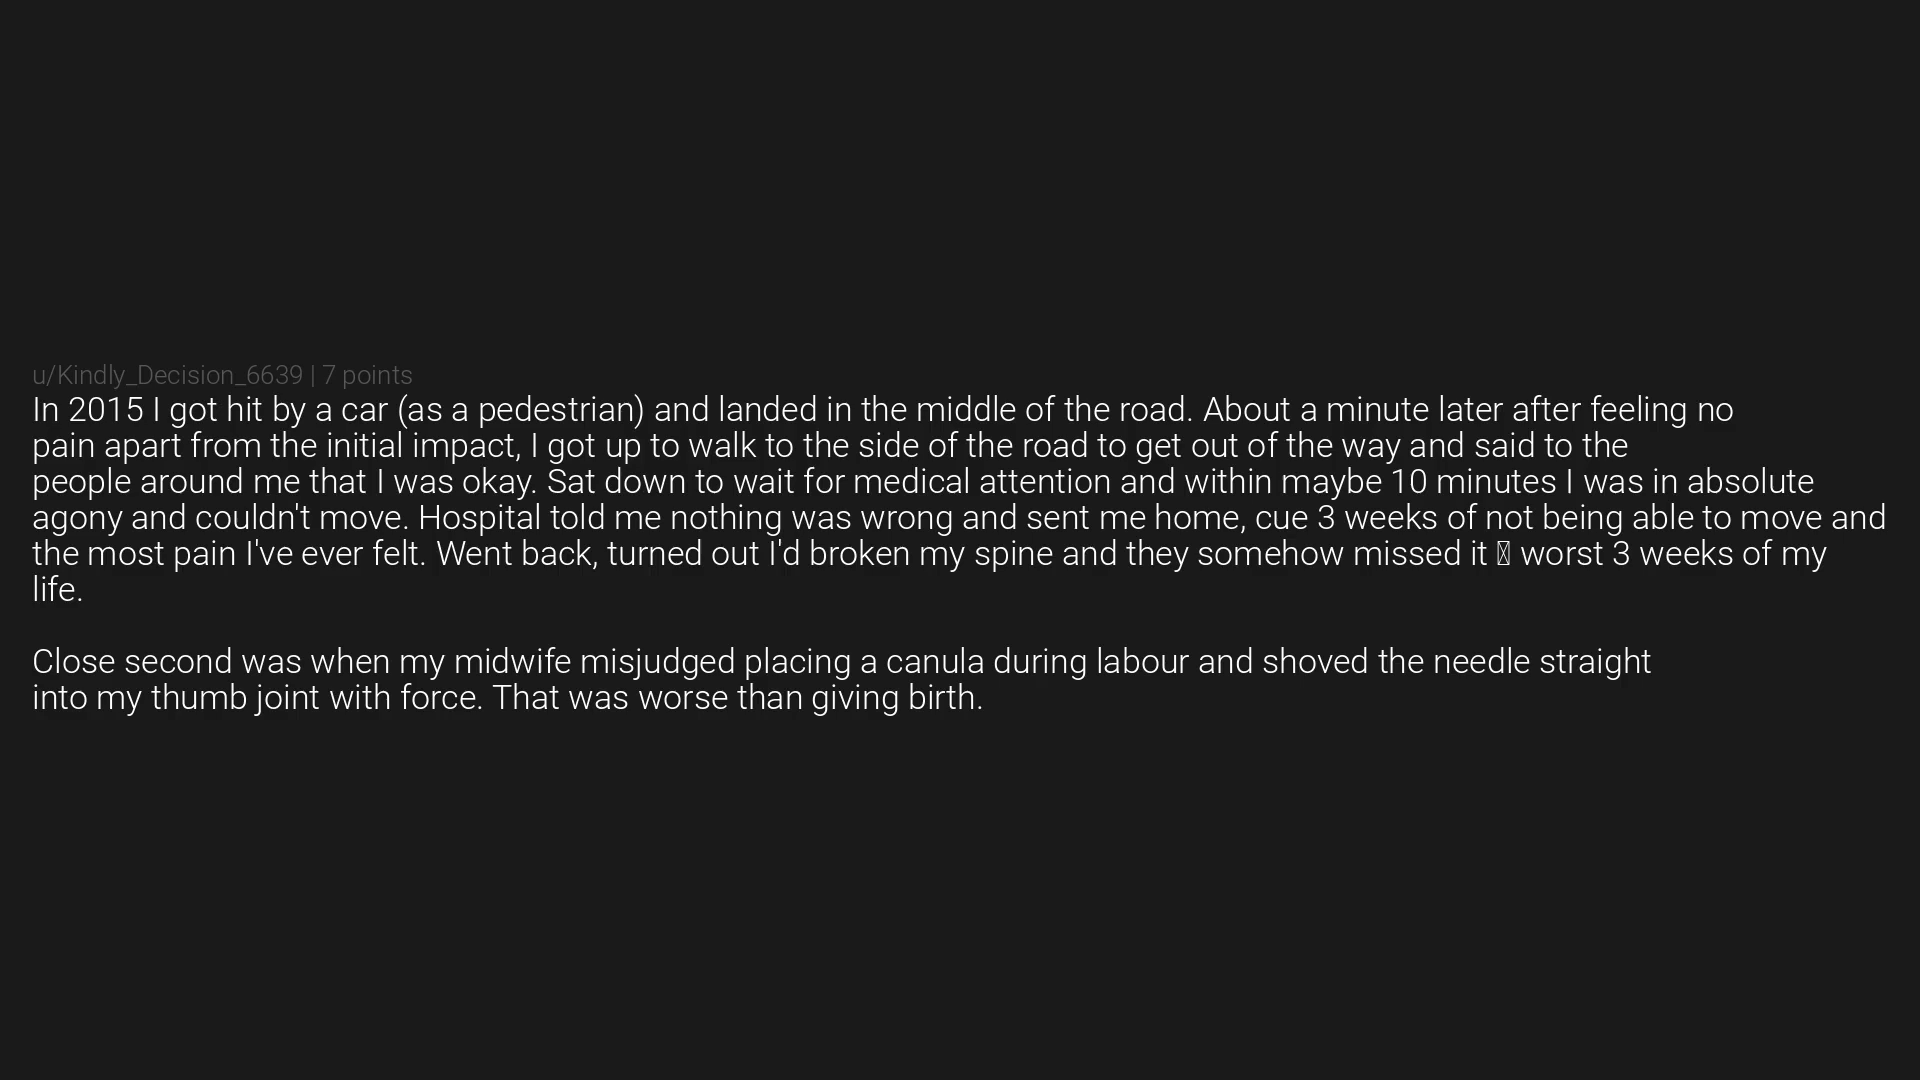 u/Kindly_Decision_6639 | 7 points
In 2015 I got hit by a car (as a pedestrian) and landed in the middle of the road. About a minute later after feeling no
pain apart from the initial impact, I got up to walk to the side of the road to get out of the way and said to the
people around me that I was okay. Sat down to wait for medical attention and within maybe 10 minutes I was in absolute
agony and couldn't move. Hospital told me nothing was wrong and sent me home, cue 3 weeks of not being able to move and
the most pain I've ever felt. Went back, turned out I'd broken my spine and they somehow missed it worst 3 weeks of my
life.
Close second was when my midwife misjudged placing a canula during labour and shoved the needle straight
into my thumb joint with force. That was worse than giving birth.